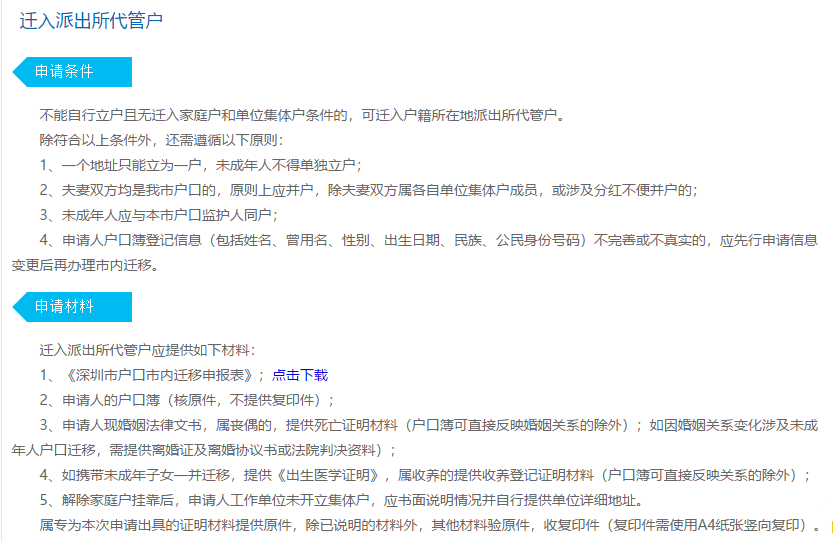 迁入派出所代管户
申请条件
不能自行立户且无迁入家庭户和单位集体户条件的，可迁入户籍所在地派出所代管户。
除符合以上条件外，还需遵循以下原则：
1、一个地址只能立为一户，未成年人不得单独立户；
2、夫妻双方均是我市户口的，原则上应并户，除夫妻双方属各自单位集体户成员，或涉及分红不便并户的；
3、未成年人应与本市户口监护人同户；
4、申请人户口簿登记信息（包括姓名、曾用名、性别、出生日期、民族、公民身份号码）不完善或不真实的，应先行申请信息
变更后再办理市内迁移。
申请材料
迁入派出所代管户应提供如下材料：
1、《深圳市户口市内迁移申报表》；点击下载
2、申请人的户口簿（核原件，不提供复印件）；
3、申请人现婚姻法律文书，属丧偶的，提供死亡证明材料（户口簿可直接反映婚姻关系的除外）；如因婚姻关系变化涉及未成
年人户口迁移，需提供离婚证及离婚协议书或法院判决资料）；
4、如携带未成年子女一并迁移，提供《出生医学证明》，属收养的提供收养登记证明材料（户口簿可直接反映关系的除外）；
5、解除家庭户挂靠后，申请人工作单位未开立集体户，应书面说明情况并自行提供单位详细地址。
属专为本次申请出具的证明材料提供原件，除已说明的材料外，其他材料验原件，收复印件（复印件需使用A4纸张竖向复印）。